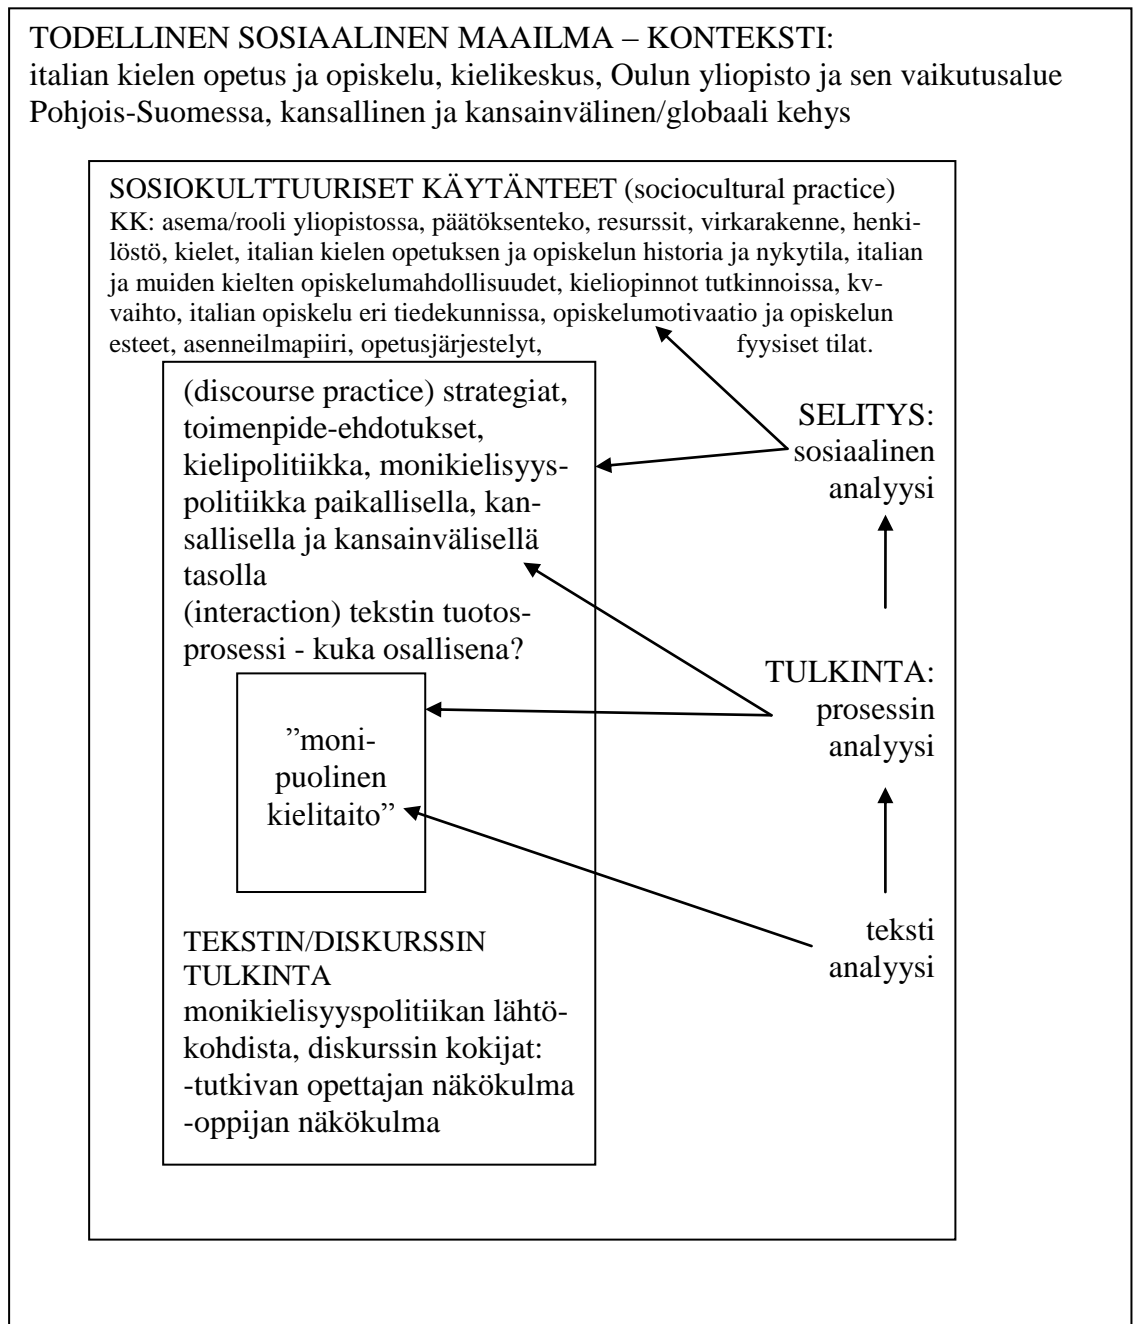 TODELLINEN SOSIAALINEN MAAILMA – KONTEKSTI:
italian kielen opetus ja opiskelu, kielikeskus, Oulun yliopisto ja sen vaikutusalue
Pohjois-Suomessa, kansallinen ja kansainvälinen/globaali kehys
SOSIOKULTTUURISET KÄYTÄNTEET (sociocultural practice)
KK: asema/rooli yliopistossa, päätöksenteko, resurssit, virkarakenne, henki-
löstö, kielet, italian kielen opetuksen ja opiskelun historia ja nykytila, italian
ja muiden kielten opiskelumahdollisuudet, kieliopinnot tutkinnoissa, kv-
vaihto, italian opiskelu eri tiedekunnissa, opiskelumotivaatio ja opiskelun
esteet, asenneilmapiiri, opetusjärjestelyt, fyysiset tilat.
(discourse practice) strategiat,
toimenpide-ehdotukset,
kielipolitiikka, monikielisyys-
politiikka paikallisella, kan-
sallisella ja kansainvälisellä
tasolla
(interaction) tekstin tuotos-
prosessi - kuka osallisena?
”moni-
puolinen
kielitaito”
TEKSTIN/DISKURSSIN
TULKINTA
monikielisyyspolitiikan lähtö-
kohdista, diskurssin kokijat:
-tutkivan opettajan näkökulma
-oppijan näkökulma
SELITYS:
sosiaalinen
analyysi
TULKINTA:
prosessin
analyysi
teksti
analyysi